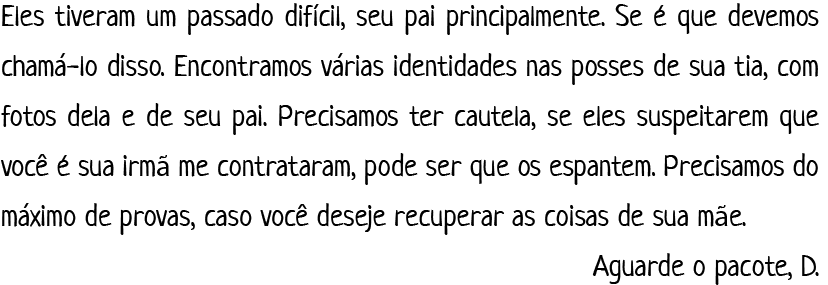 Eles tiveram um passado difícil, seu pai principalmente. Se é que devemos
chamá-lo disso. Encontramos várias identidades nas posses de sua tia, com
fotos dela e de seu pai. Precisamos ter cautela, se eles suspeitarem que
você é sua irmã me contrataram, pode ser que os espantem. Precisamos do
máximo de provas, caso você deseje recuperar as coisas de sua mãe.
Aguarde o pacote, D.